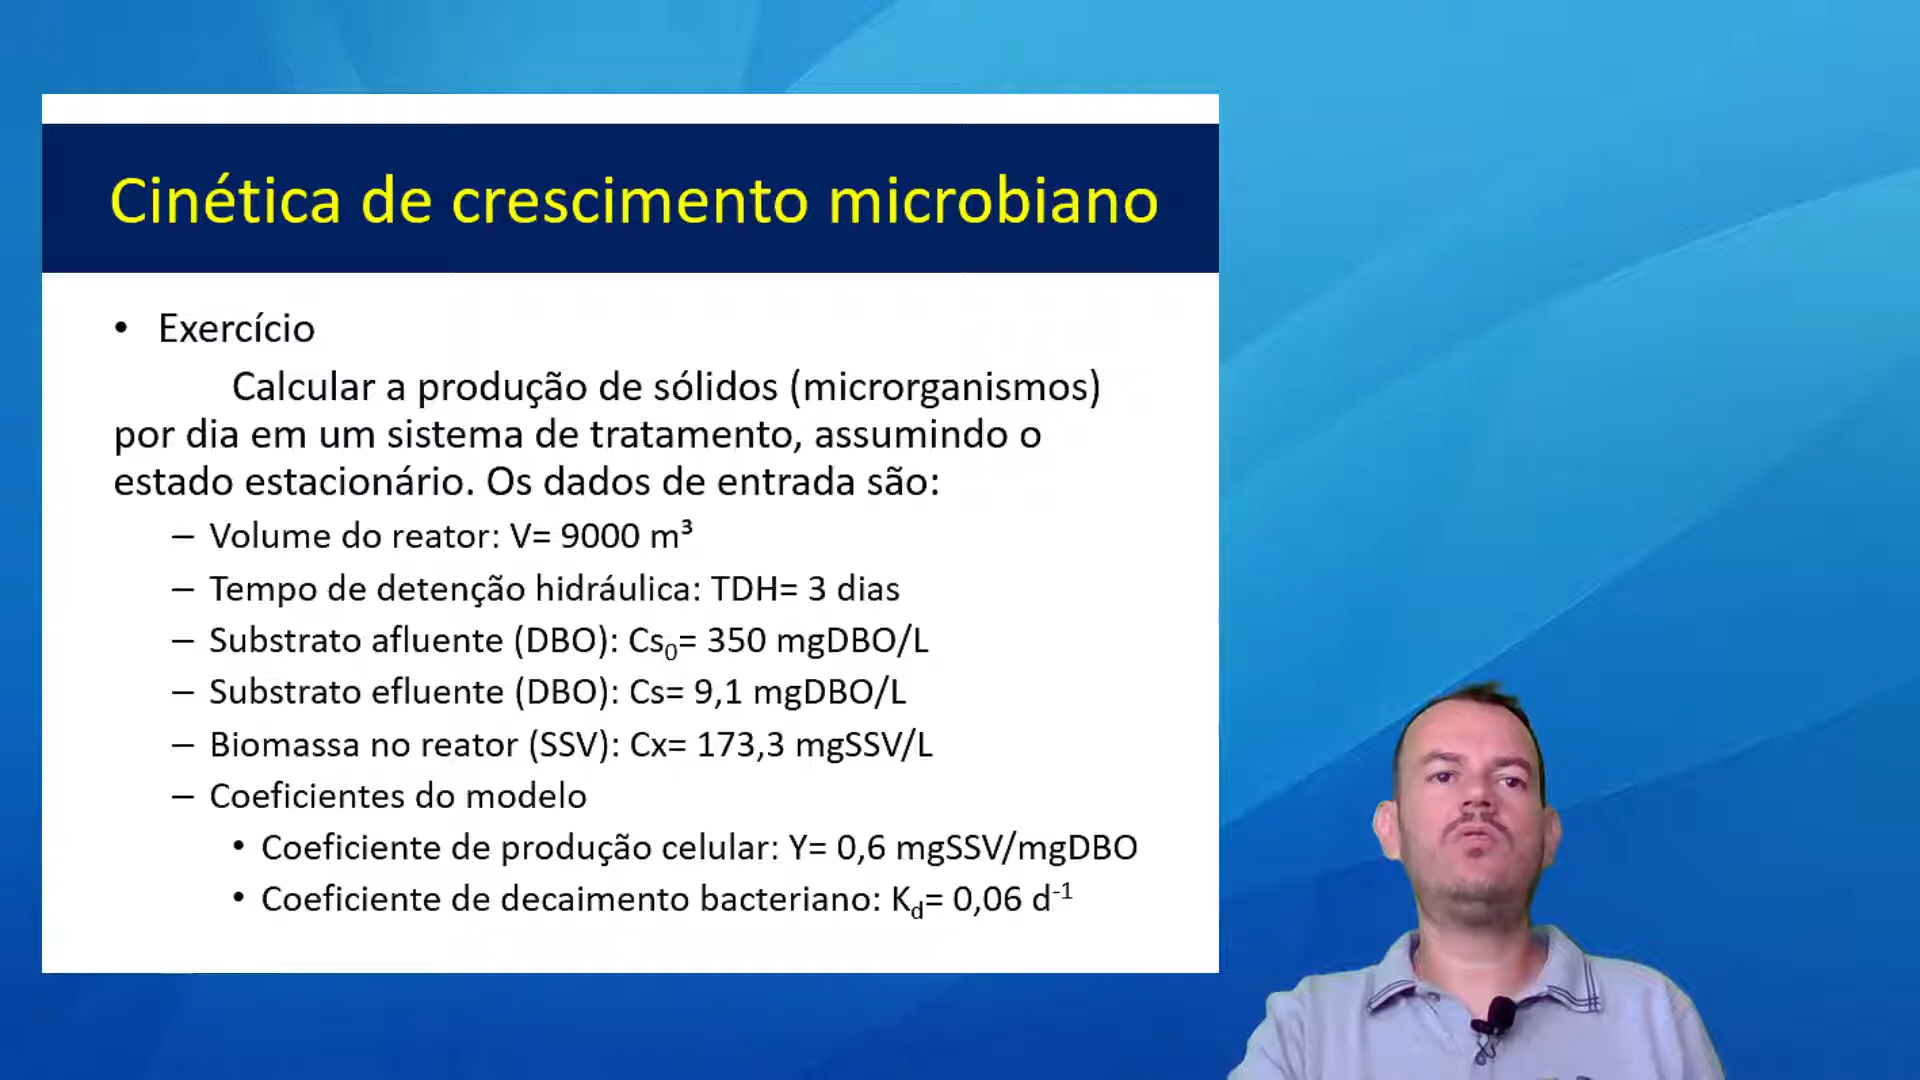 Cinética de crescimento microbiano
• Exercício
Calcular a produção de sólidos (microrganismos)
por dia em um sistema de tratamento, assumindo o
estado estacionário. Os dados de entrada são:
– Volume do reator: V= 9000 m³
– Tempo de detenção hidráulica: TDH= 3 dias
– Substrato afluente (DBO): Cs₀= 350 mgDBO/L
– Substrato efluente (DBO): Cs= 9,1 mgDBO/L
– Biomassa no reator (SSV): Cx= 173,3 mgSSV/L
– Coeficientes do modelo
• Coeficiente de produção celular: Y= 0,6 mgSSV/mgDBO
• Coeficiente de decaimento bacteriano: K_d= 0,06 d⁻¹